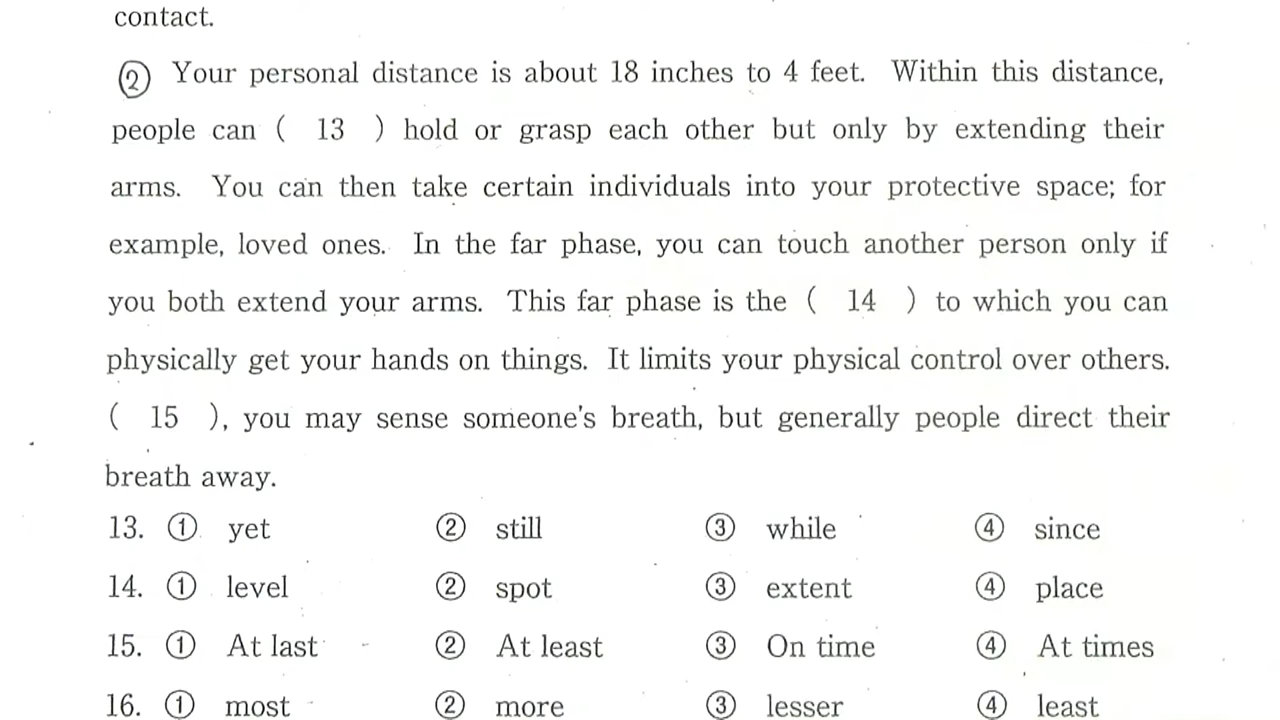 contact.
② Your personal distance is about 18 inches to 4 feet. Within this distance,
people can ( 13 ) hold or grasp each other but only by extending their
arms. You can then take certain individuals into your protective space; for
example, loved ones. In the far phase, you can touch another person only if
you both extend your arms. This far phase is the ( 14 ) to which you can
physically get your hands on things. It limits your physical control over others.
( 15 ), you may sense someone's breath, but generally people direct their
breath away.
13. ① yet ② still ③ while ④ since
14. ① level ② spot ③ extent ④ place
15. ① At last ② At least ③ On time ④ At times
16. ① most ② more ③ lesser ④ least